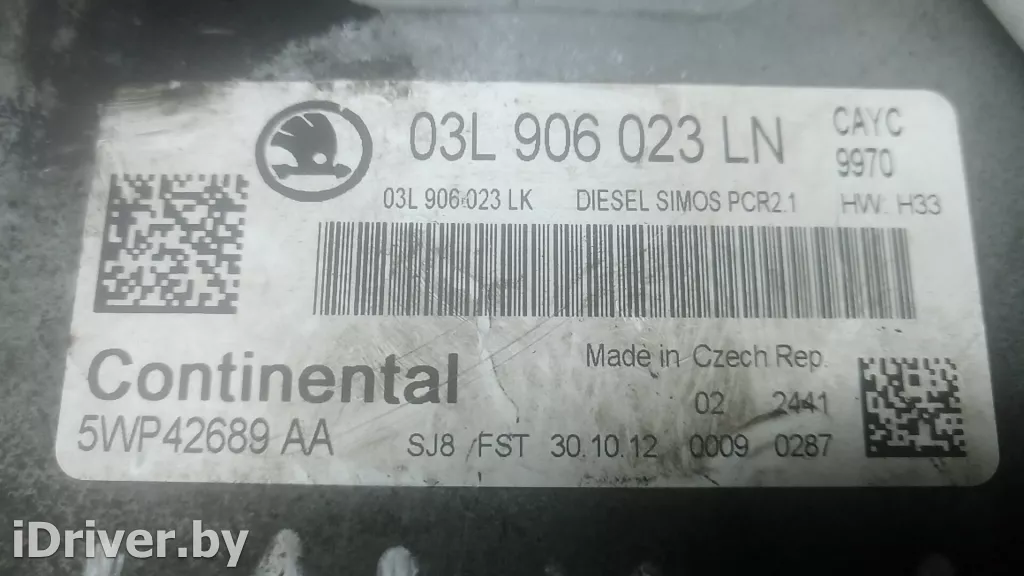 03L 906 023 LN CAYC
9970
03L 906 023 LK DIESEL SIMOS PCR2.1 HW: H33
Continental
Made in Czech Rep.
02 2441
5WP42689 AA SJ8 FST 30.10.12 0009 0287
iDriver.by